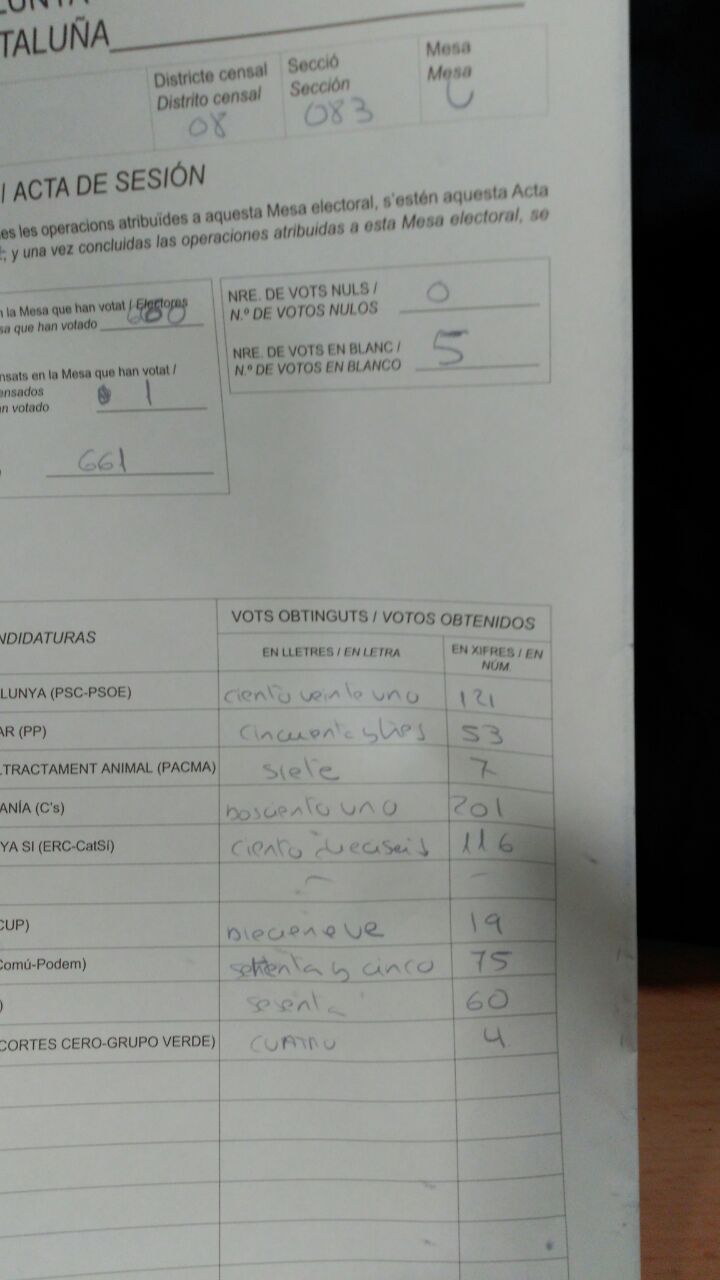 TALUÑA
Districte censal
Distrito censal
08
Secció
Sección
083
Mesa
Mesa
U
/ ACTA DE SESIÓN
es les operacions atribuïdes a aquesta Mesa electoral, s'estén aquesta Acta
; y una vez concluidas las operaciones atribuidas a esta Mesa electoral, se
n la Mesa que han votat / Electores
sa que han votado
nsats en la Mesa que han votat /
ensados
an votado 1
661
NRE. DE VOTS NULS /
N.º DE VOTOS NULOS 0
NRE. DE VOTS EN BLANC /
N.º DE VOTOS EN BLANCO 5
NDIDATURAS
VOTS OBTINGUTS / VOTOS OBTENIDOS
EN LLETRES / EN LETRA
EN XIFRES / EN
NÚM.
LUNYA (PSC-PSOE) ciento veinte uno 121
AR (PP) cincuenta y tres 53
LTRACTAMENT ANIMAL (PACMA) siete 7
ANÍA (C's) Dosciento uno 201
YA SI (ERC-CatSí) ciento dieciseis 116
— —
CUP) Diecineve 19
Comú-Podem) setenta y cinco 75
) sesenta 60
CORTES CERO-GRUPO VERDE) CUATRO 4